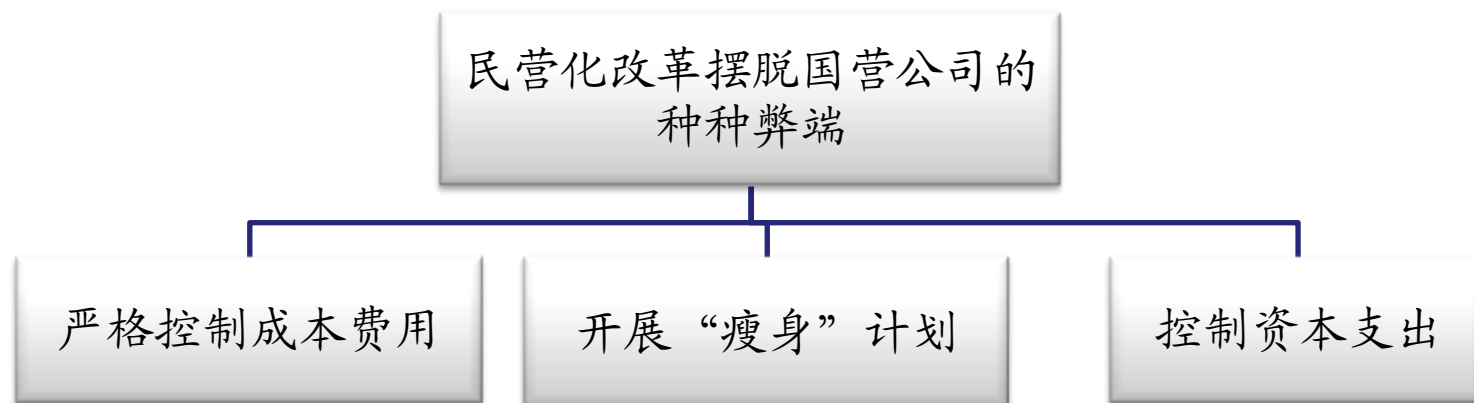 民营化改革摆脱国营公司的
种种弊端
严格控制成本费用
开展“瘦身”计划
控制资本支出